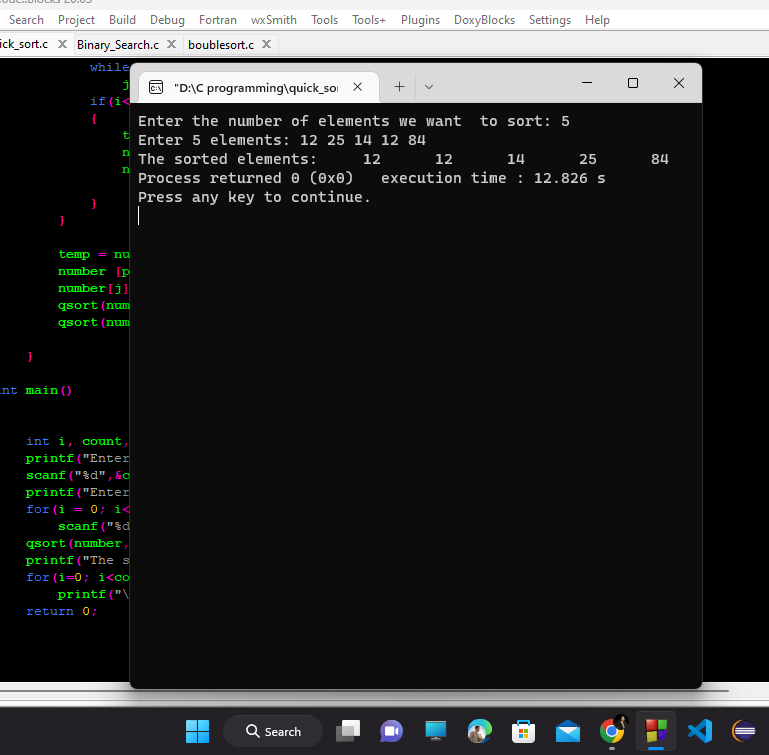 Search Project Build Debug Fortran wxSmith Tools Tools+ Plugins DoxyBlocks Settings Help
ick_sort.c Binary_Search.c boublesort.c
"D:\C programming\quick_so
while
j
if(i<
{
t
n
n
}
}
temp = nu
number [p
number[j]
qsort(num
qsort(num
}
nt main()
int i, count,
printf("Enter
scanf("%d",&c
printf("Enter
for(i = 0; i<
scanf("%d
qsort(number,
printf("The s
for(i=0; i<co
printf("\
return 0;
Enter the number of elements we want  to sort: 5
Enter 5 elements: 12 25 14 12 84
The sorted elements:     12      12      14      25      84
Process returned 0 (0x0)   execution time : 12.826 s
Press any key to continue.
Search